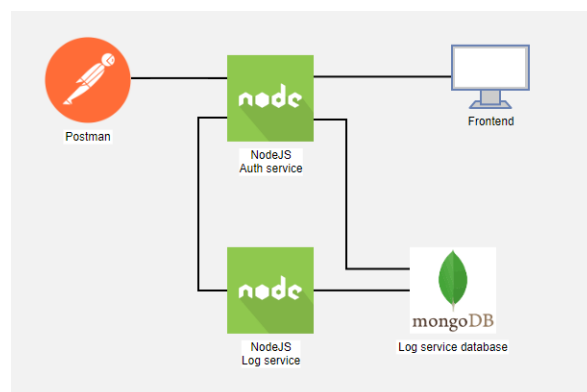 node
Postman
Frontend
NodeJS
Auth service
node
mongoDB
NodeJS
Log service
Log service database